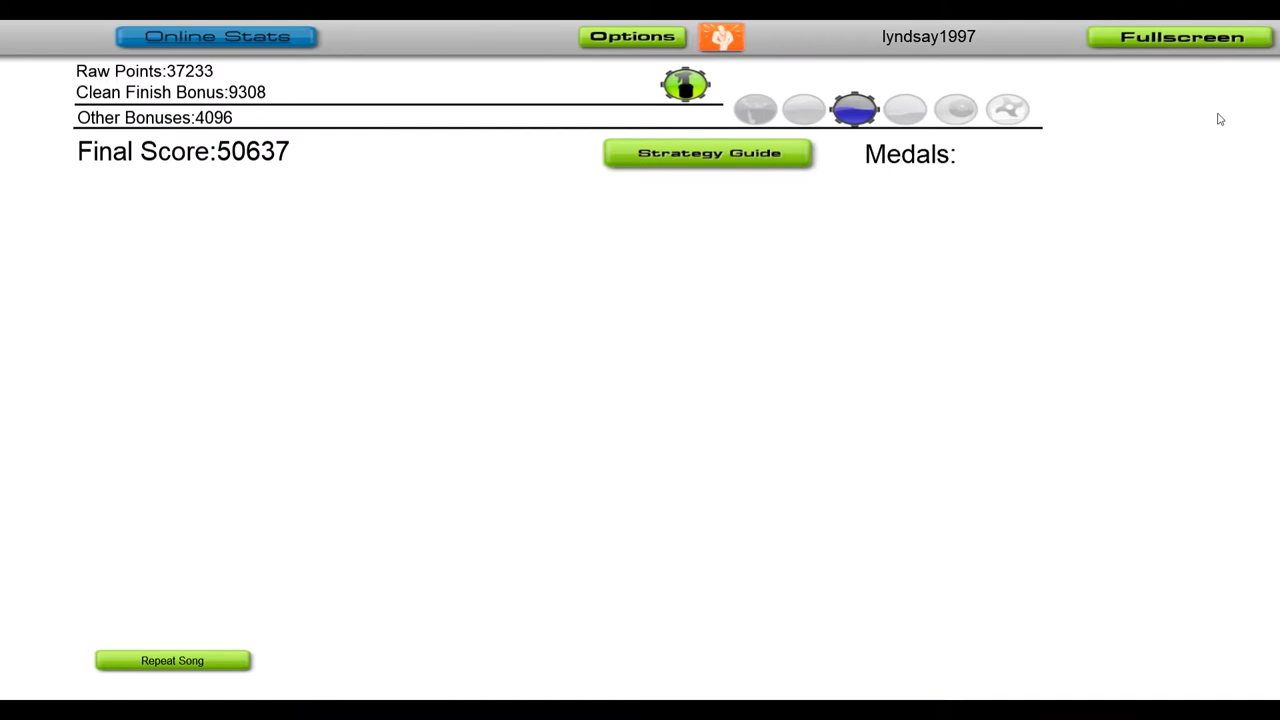 Online Stats
Options
lyndsay1997
Fullscreen
Raw Points:37233
Clean Finish Bonus:9308
Other Bonuses:4096
Final Score:50637
Strategy Guide
Medals:
Repeat Song